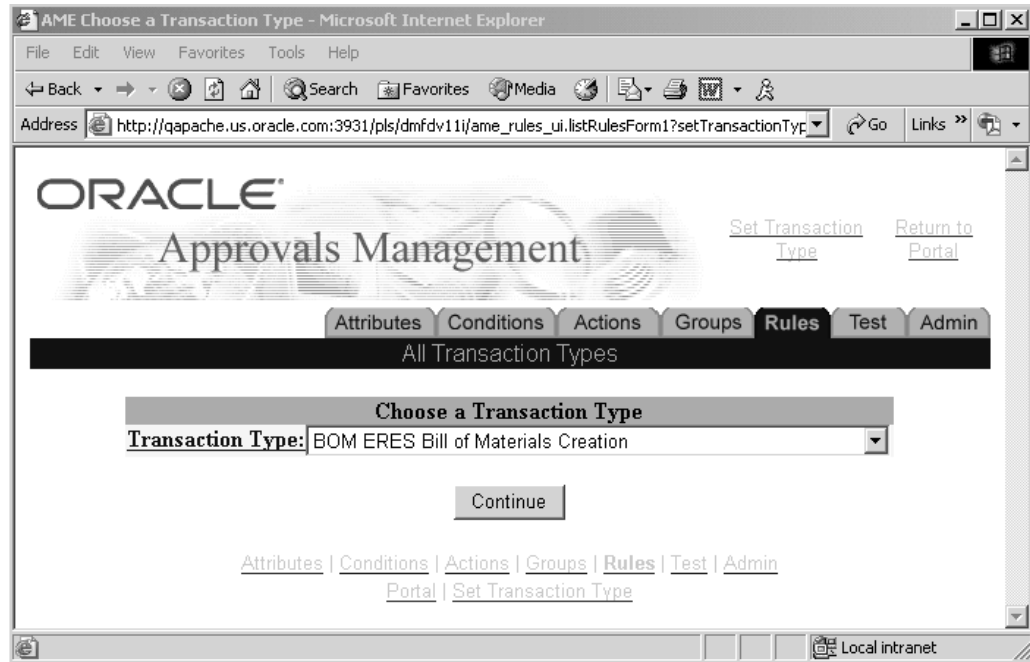 AME Choose a Transaction Type - Microsoft Internet Explorer
File Edit View Favorites Tools Help
Back Search Favorites Media
Address http://qapache.us.oracle.com:3931/pls/dmfdv11i/ame_rules_ui.listRulesForm1?setTransactionTyp Go Links »
ORACLE
Approvals Management
Set Transaction Type
Return to Portal
Attributes Conditions Actions Groups Rules Test Admin
All Transaction Types
Choose a Transaction Type
Transaction Type: BOM ERES Bill of Materials Creation
Continue
Attributes | Conditions | Actions | Groups | Rules | Test | Admin
Portal | Set Transaction Type
Local intranet